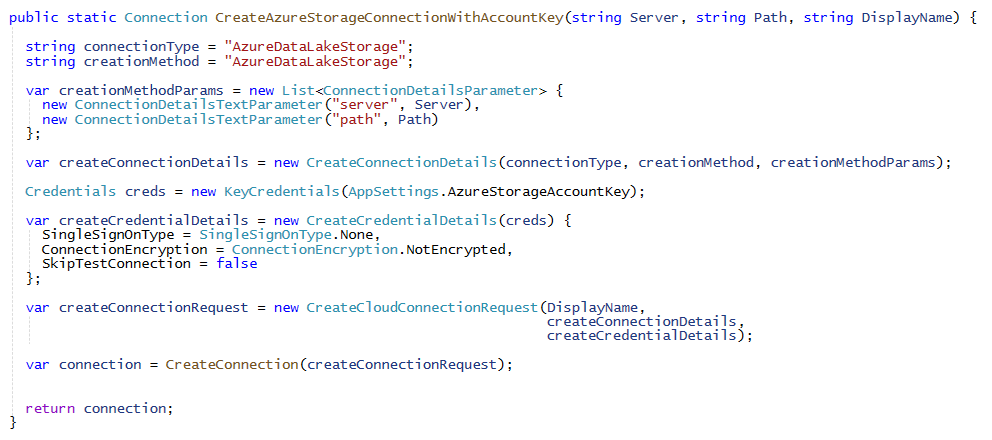 public static Connection CreateAzureStorageConnectionWithAccountKey(string Server, string Path, string DisplayName) {
string connectionType = "AzureDataLakeStorage";
string creationMethod = "AzureDataLakeStorage";
var creationMethodParams = new List<ConnectionDetailsParameter> {
new ConnectionDetailsTextParameter("server", Server),
new ConnectionDetailsTextParameter("path", Path)
};
var createConnectionDetails = new CreateConnectionDetails(connectionType, creationMethod, creationMethodParams);
Credentials creds = new KeyCredentials(AppSettings.AzureStorageAccountKey);
var createCredentialDetails = new CreateCredentialDetails(creds) {
SingleSignOnType = SingleSignOnType.None,
ConnectionEncryption = ConnectionEncryption.NotEncrypted,
SkipTestConnection = false
};
var createConnectionRequest = new CreateCloudConnectionRequest(DisplayName,
createConnectionDetails,
createCredentialDetails);
var connection = CreateConnection(createConnectionRequest);
return connection;
}